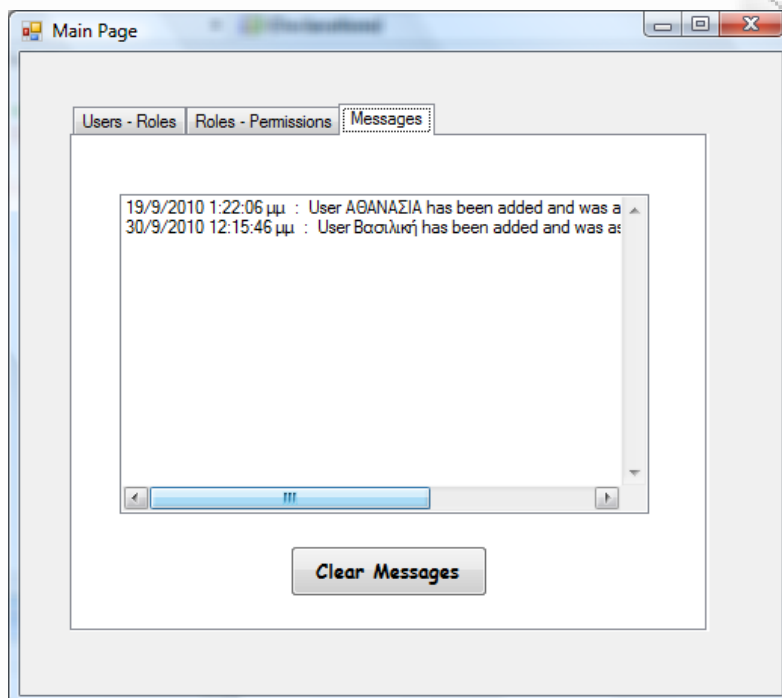 Main Page
Users - Roles Roles - Permissions Messages
19/9/2010 1:22:06 μμ : User ΑΘΑΝΑΣΙΑ has been added and was a
30/9/2010 12:15:46 μμ : User Βασιλική has been added and was as
Clear Messages